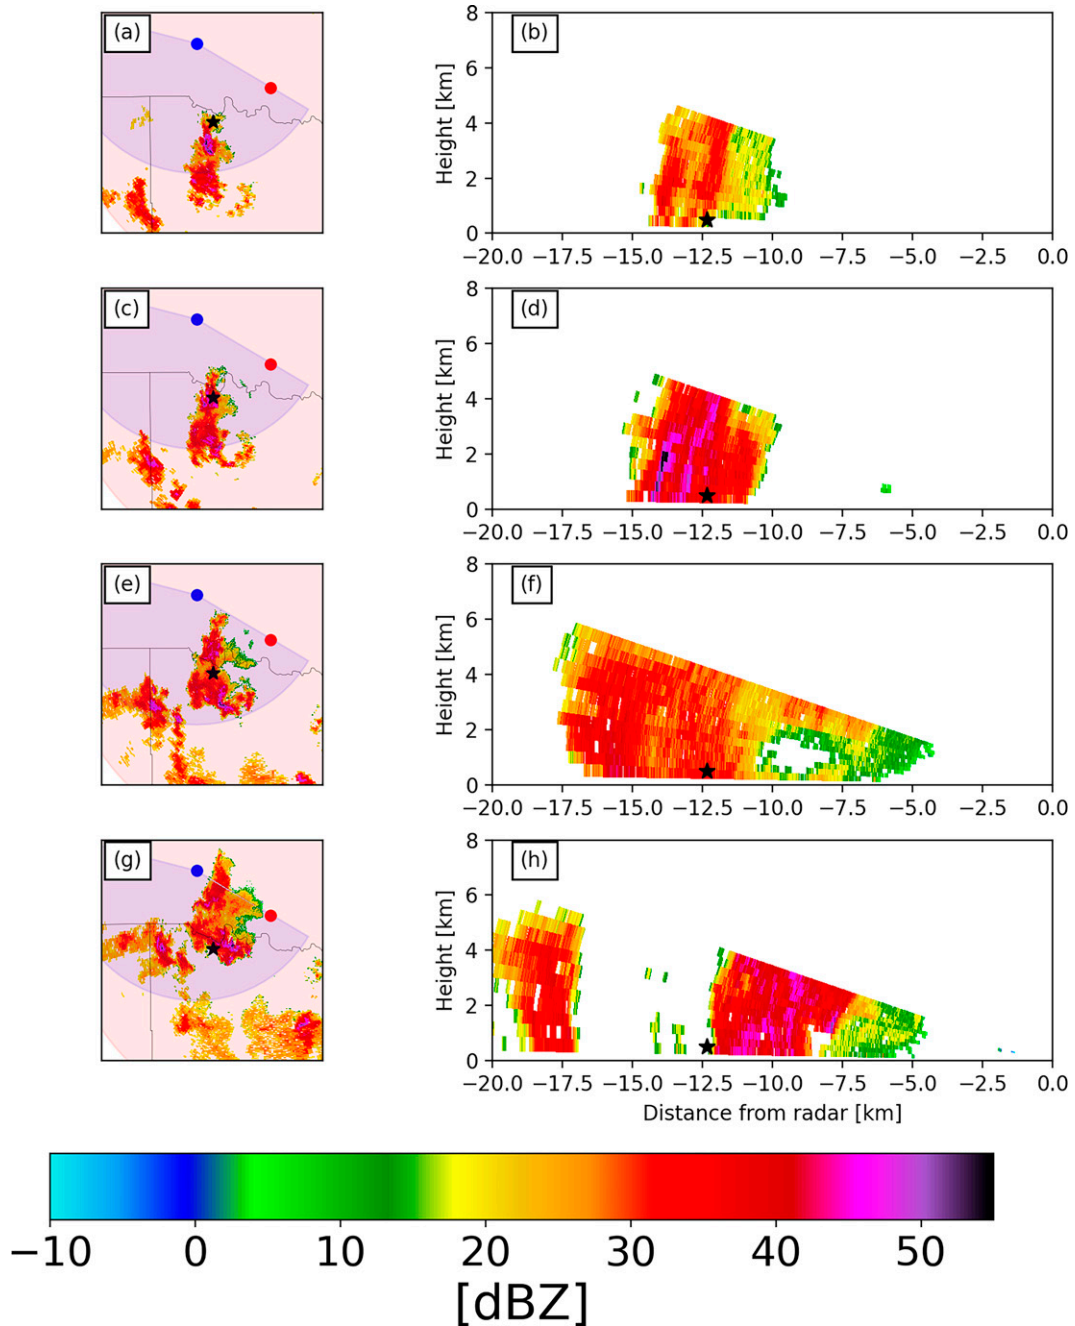 (a)
(b)
8
6
4
2
0
Height [km]
−20.0 −17.5 −15.0 −12.5 −10.0 −7.5 −5.0 −2.5 0.0
(c)
(d)
8
6
4
2
0
Height [km]
−20.0 −17.5 −15.0 −12.5 −10.0 −7.5 −5.0 −2.5 0.0
(e)
(f)
8
6
4
2
0
Height [km]
−20.0 −17.5 −15.0 −12.5 −10.0 −7.5 −5.0 −2.5 0.0
(g)
(h)
8
6
4
2
0
Height [km]
−20.0 −17.5 −15.0 −12.5 −10.0 −7.5 −5.0 −2.5 0.0
Distance from radar [km]
−10 0 10 20 30 40 50
[dBZ]